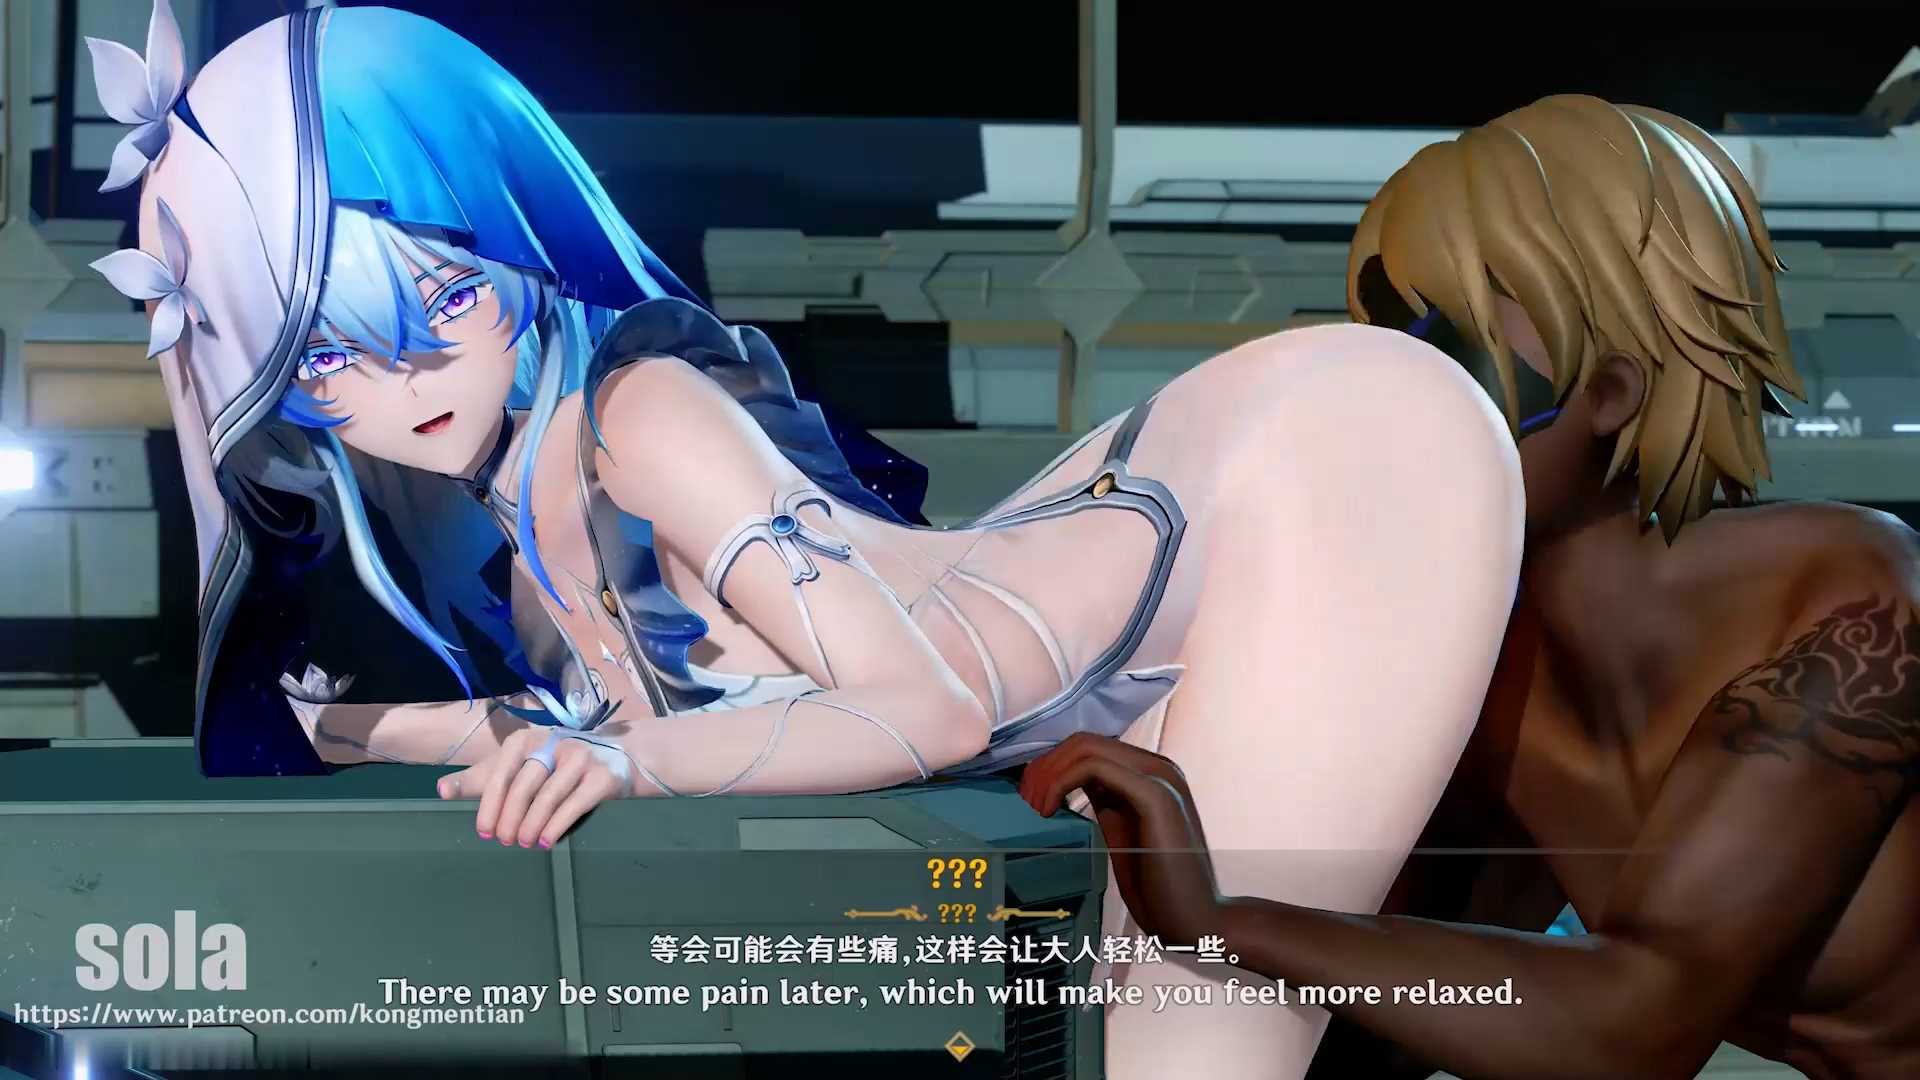 ???
???
等会可能会有些痛,这样会让大人轻松一些。
There may be some pain later, which will make you feel more relaxed.
sola
https://www.patreon.com/kongmentian